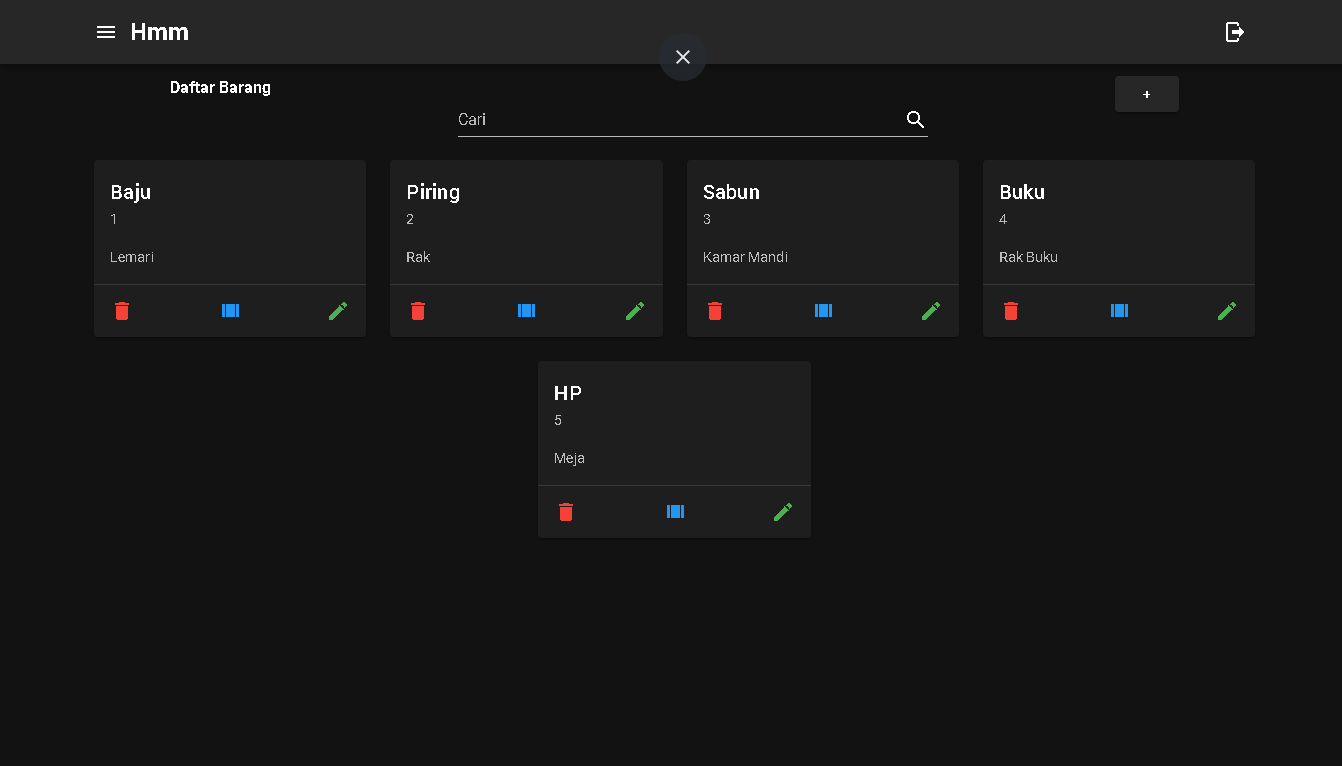 Hmm
Daftar Barang
+
Cari
Baju
1
Lemari
Piring
2
Rak
Sabun
3
Kamar Mandi
Buku
4
Rak Buku
HP
5
Meja